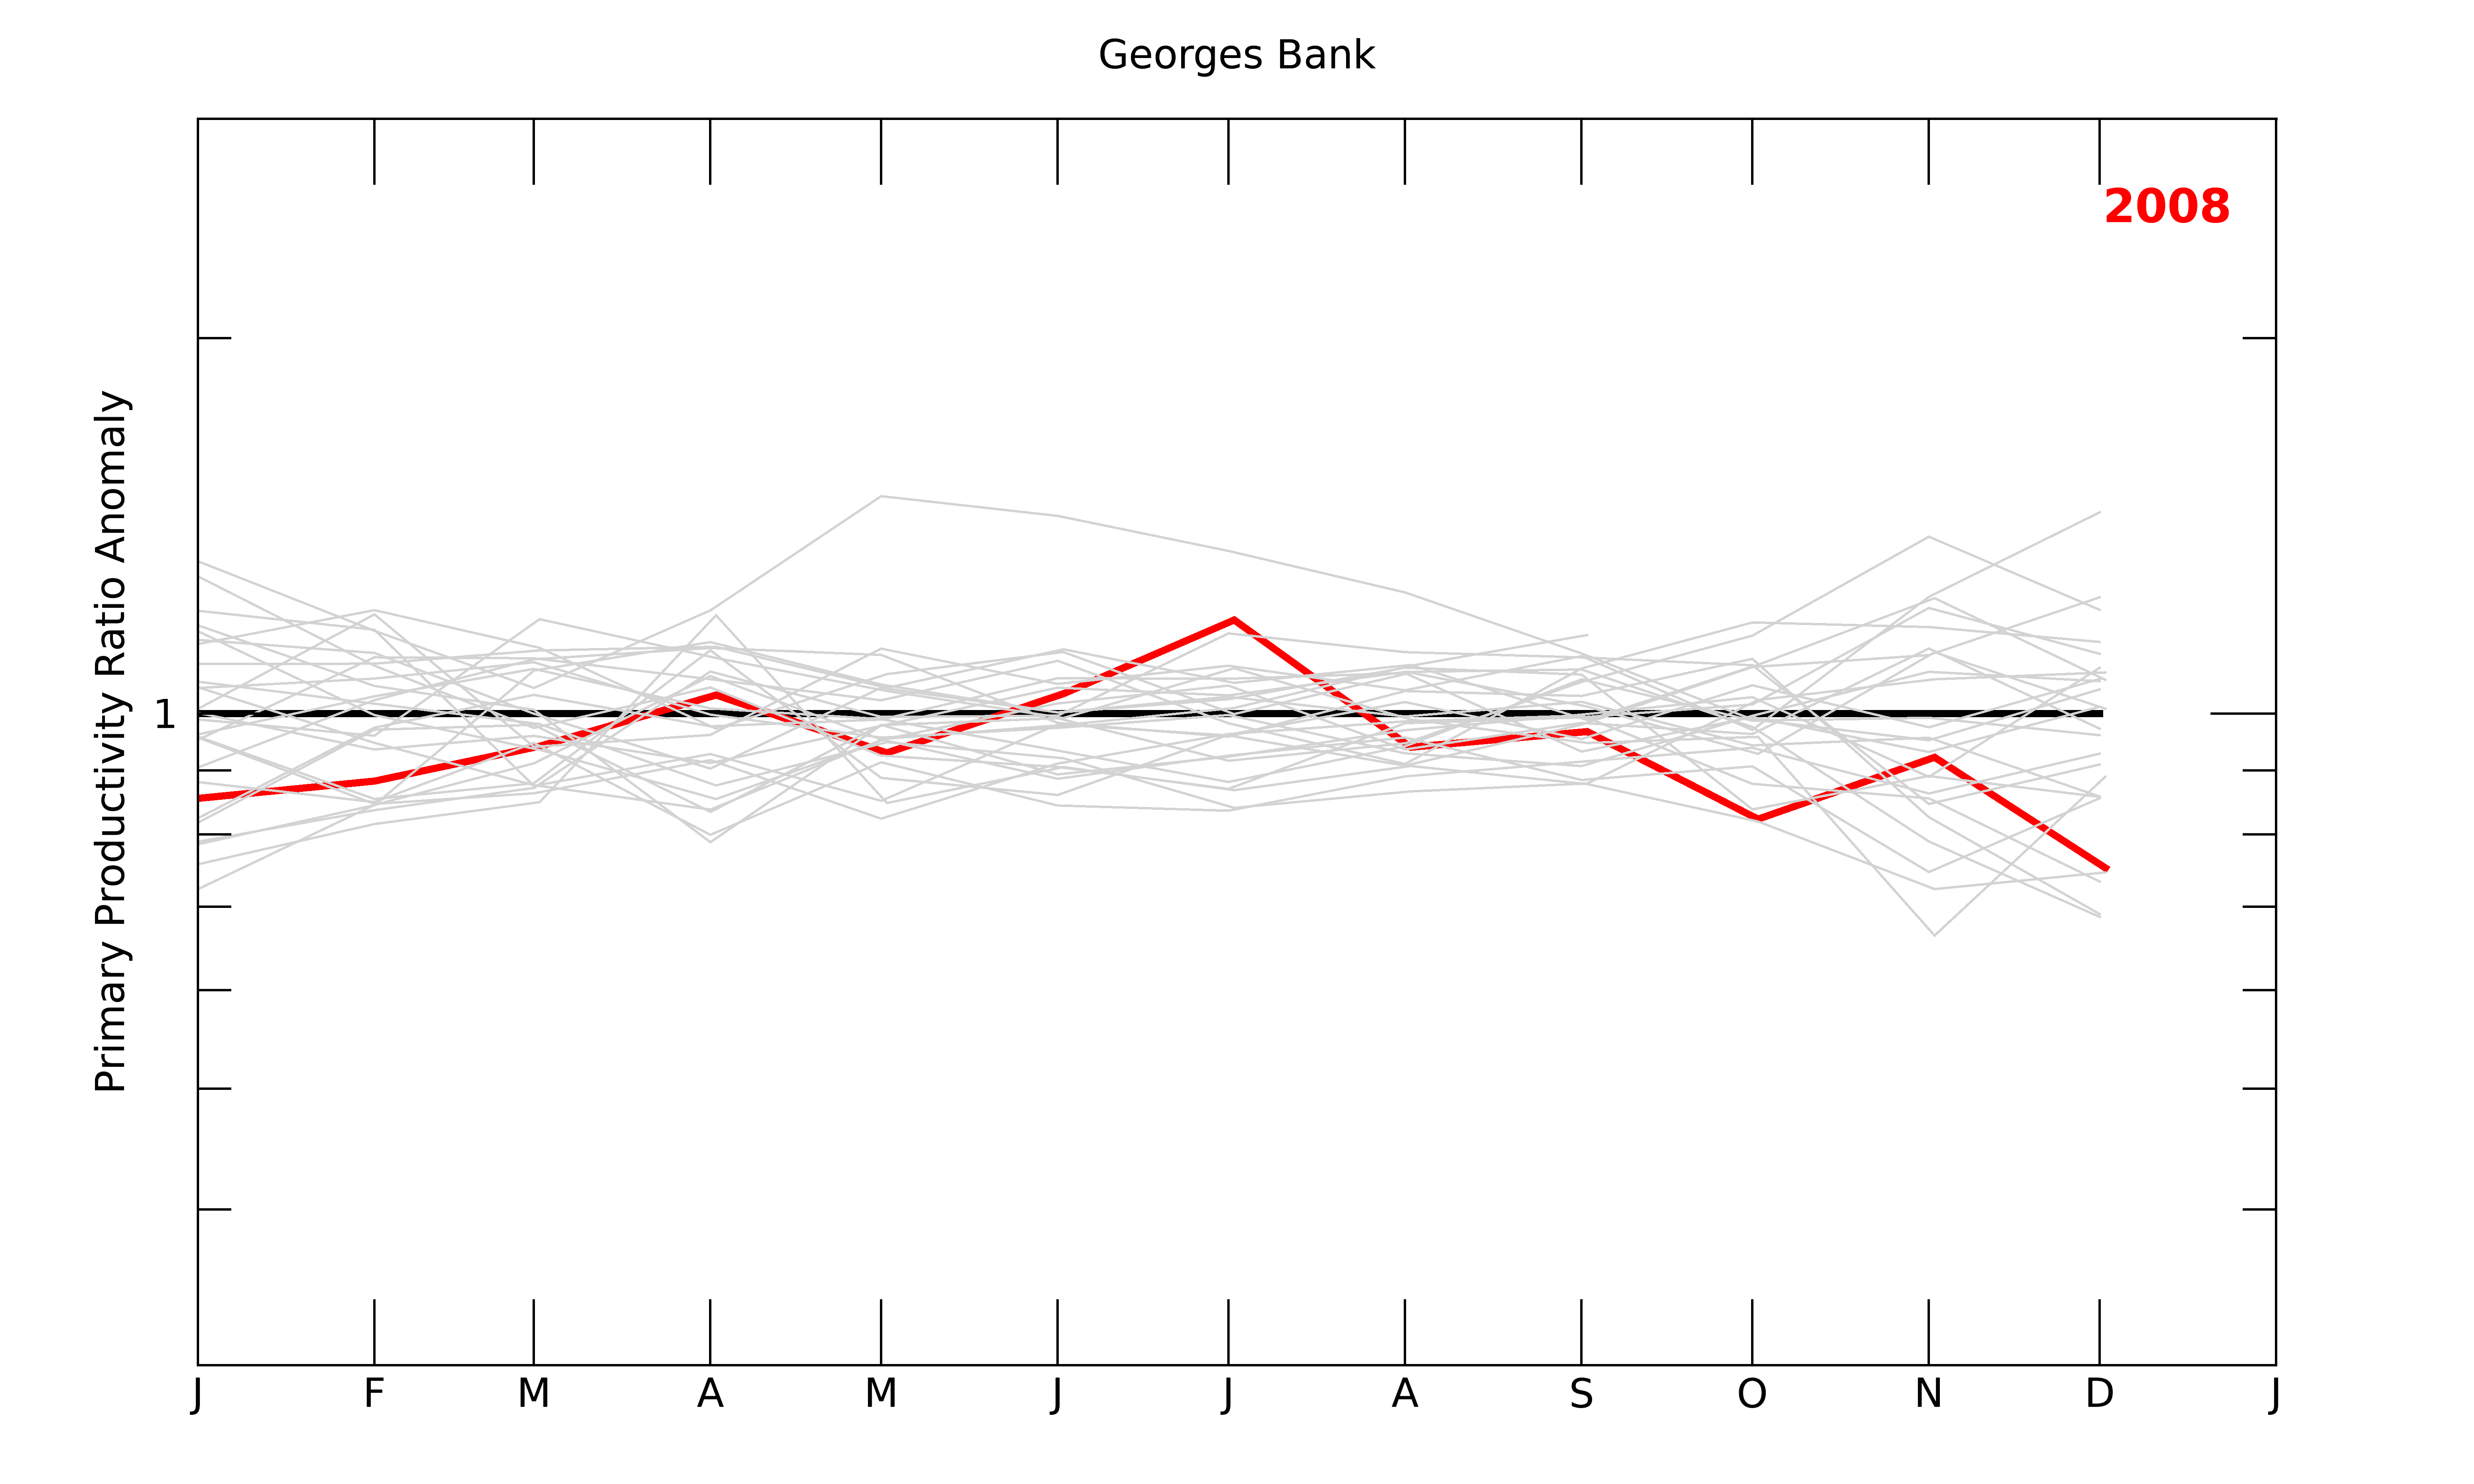 Georges Bank
2008
Primary Productivity Ratio Anomaly
1
J F M A M J J A S O N D J